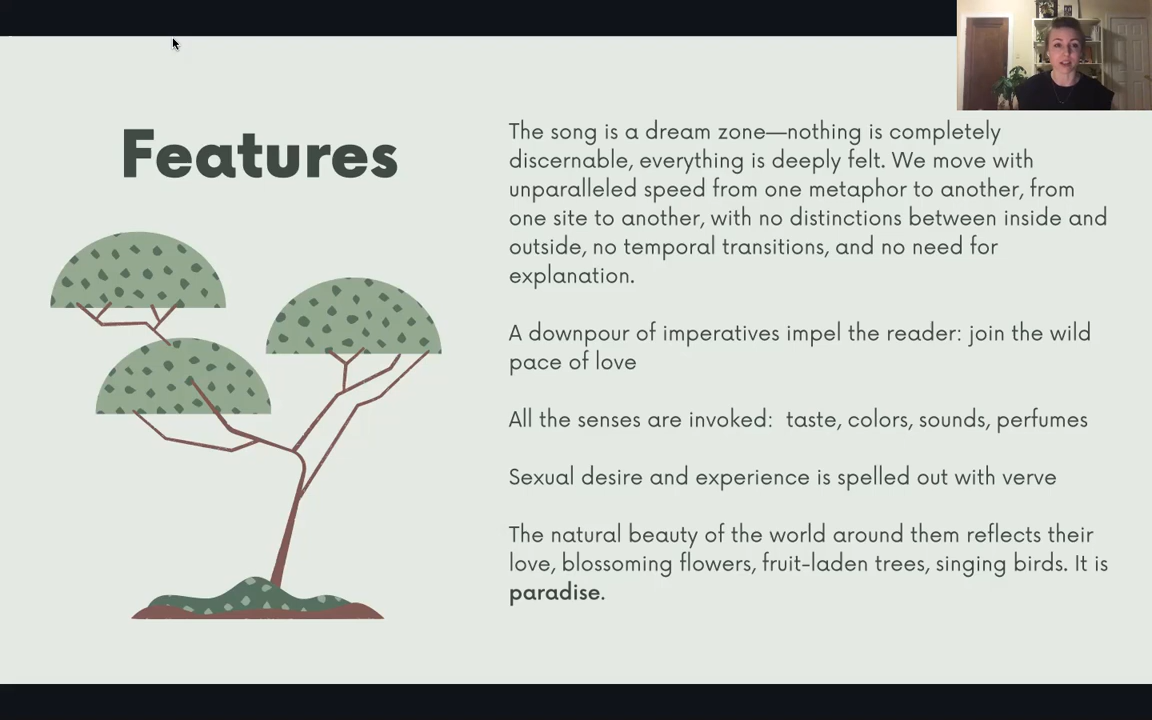 Features
The song is a dream zone—nothing is completely
discernable, everything is deeply felt. We move with
unparalleled speed from one metaphor to another, from
one site to another, with no distinctions between inside and
outside, no temporal transitions, and no need for
explanation.
A downpour of imperatives impel the reader: join the wild
pace of love
All the senses are invoked:  taste, colors, sounds, perfumes
Sexual desire and experience is spelled out with verve
The natural beauty of the world around them reflects their
love, blossoming flowers, fruit-laden trees, singing birds. It is
paradise.